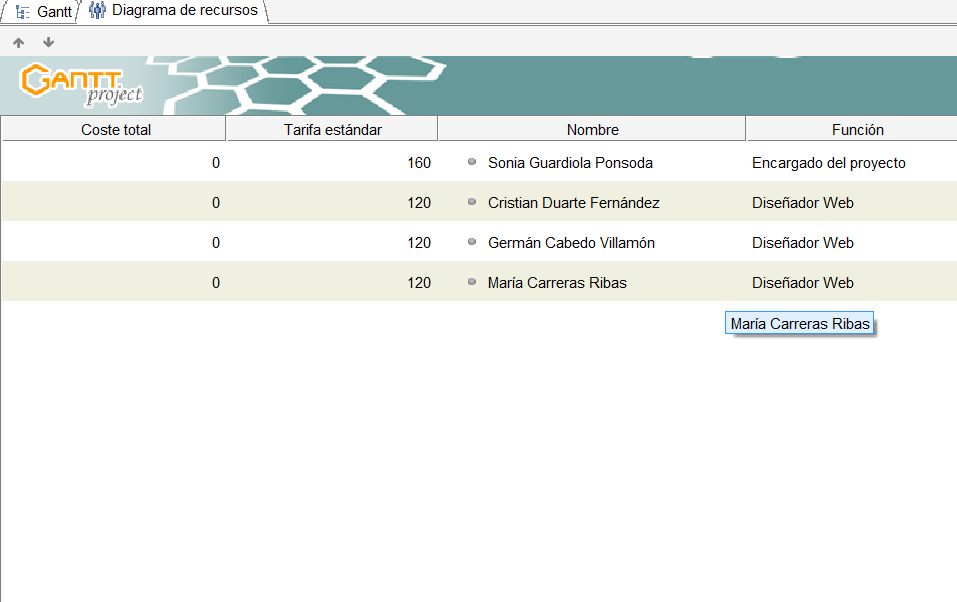 Gantt Diagrama de recursos
GANTT project
Coste total Tarifa estándar Nombre Función
0 160 Sonia Guardiola Ponsoda Encargado del proyecto
0 120 Cristian Duarte Fernández Diseñador Web
0 120 Germán Cabedo Villamón Diseñador Web
0 120 María Carreras Ribas Diseñador Web
María Carreras Ribas